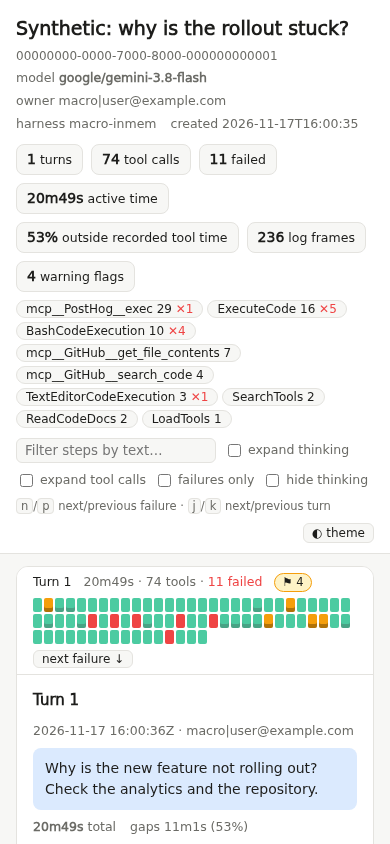 Synthetic: why is the rollout stuck?
00000000-0000-7000-8000-000000000001
model google/gemini-3.8-flash
owner macro|user@example.com
harness macro-inmem created 2026-11-17T16:00:35
1 turns 74 tool calls 11 failed
20m49s active time
53% outside recorded tool time 236 log frames
4 warning flags
mcp__PostHog__exec 29 ×1 ExecuteCode 16 ×5
BashCodeExecution 10 ×4
mcp__GitHub__get_file_contents 7
mcp__GitHub__search_code 4
TextEditorCodeExecution 3 ×1 SearchTools 2
ReadCodeDocs 2 LoadTools 1
Filter steps by text… expand thinking
expand tool calls failures only hide thinking
n/p next/previous failure · j/k next/previous turn
◐ theme
Turn 1 20m49s · 74 tools · 11 failed ⚑ 4
next failure ↓
Turn 1
2026-11-17 16:00:36Z · macro|user@example.com
Why is the new feature not rolling out?
Check the analytics and the repository.
20m49s total gaps 11m1s (53%)